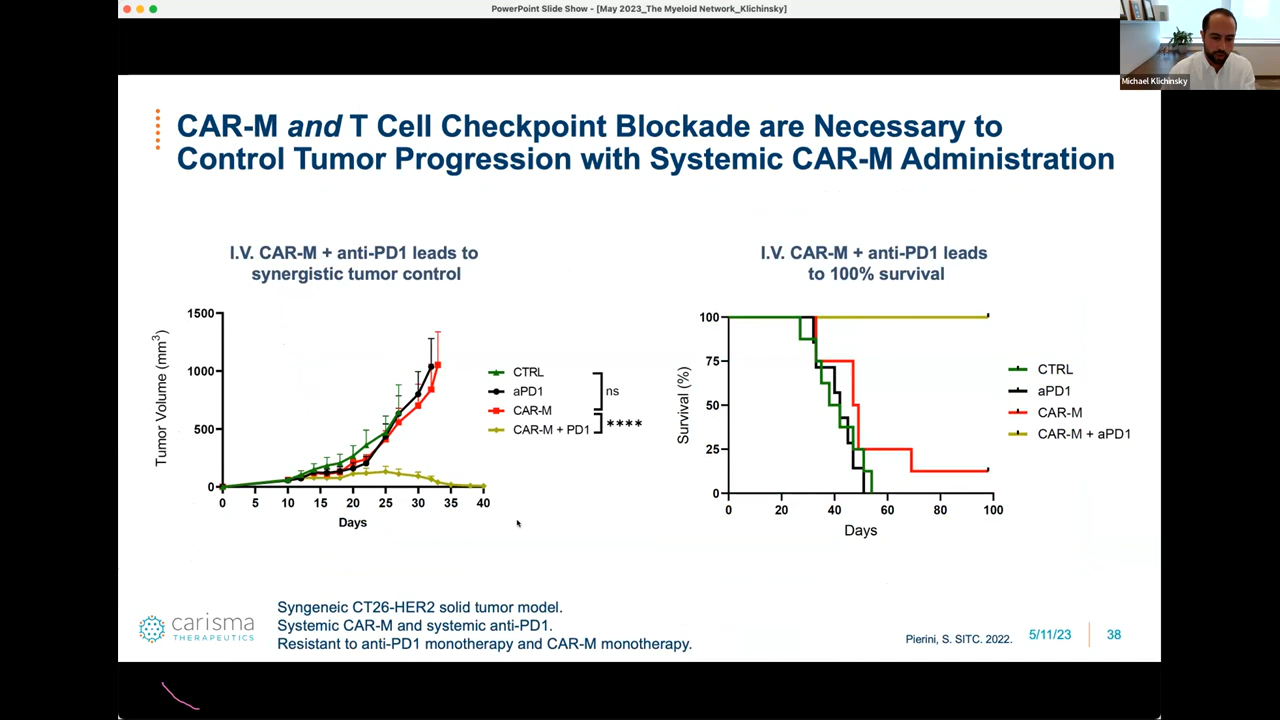 PowerPoint Slide Show - [May 2023_The Myeloid Network_Klichinsky]
Michael Klichinsky
CAR-M and T Cell Checkpoint Blockade are Necessary to
Control Tumor Progression with Systemic CAR-M Administration
I.V. CAR-M + anti-PD1 leads to
synergistic tumor control
Tumor Volume (mm3)
1500
1000
500
0
0 5 10 15 20 25 30 35 40
Days
CTRL
aPD1
CAR-M
CAR-M + PD1
ns
****
I.V. CAR-M + anti-PD1 leads
to 100% survival
Survival (%)
100
75
50
25
0
0 20 40 60 80 100
Days
CTRL
aPD1
CAR-M
CAR-M + aPD1
carisma
THERAPEUTICS
Syngeneic CT26-HER2 solid tumor model.
Systemic CAR-M and systemic anti-PD1.
Resistant to anti-PD1 monotherapy and CAR-M monotherapy.
Pierini, S. SITC. 2022.
5/11/23
38